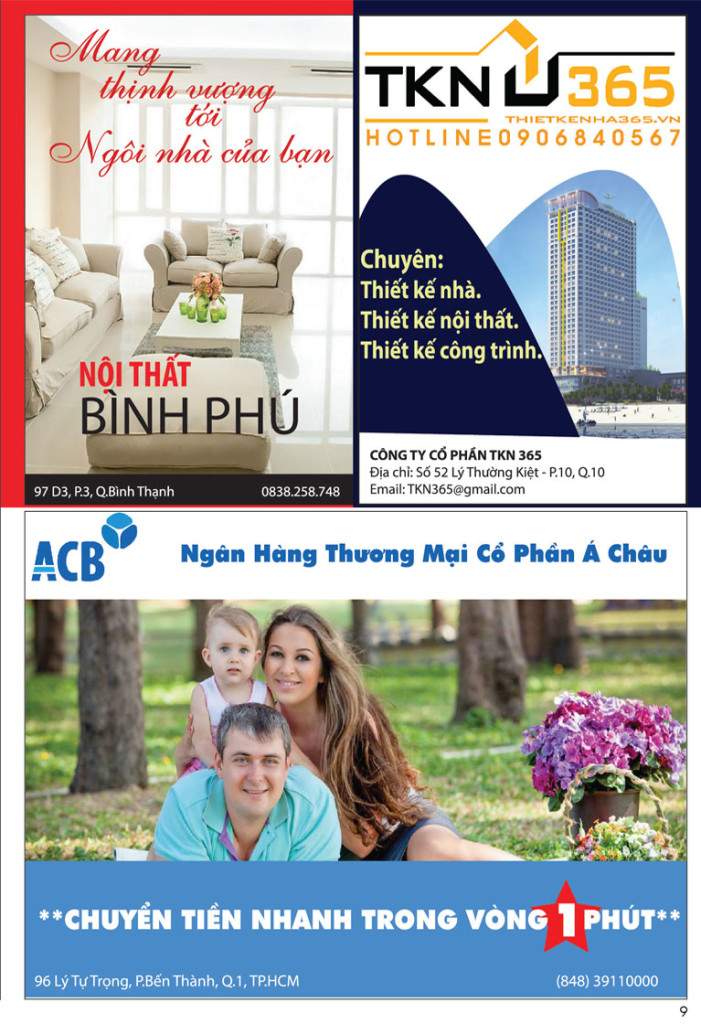 Mang
thịnh vượng
tới
Ngôi nhà của bạn
NỘI THẤT
BÌNH PHÚ
97 D3, P.3, Q.Bình Thạnh
0838.258.748
TKN 365
THIETKENHA365.VN
HOTLINE0906840567
Chuyên:
Thiết kế nhà.
Thiết kế nội thất.
Thiết kế công trình.
CÔNG TY CỔ PHẦN TKN 365
Địa chỉ: Số 52 Lý Thường Kiệt - P.10, Q.10
Email: TKN365@gmail.com
ACB
Ngân Hàng Thương Mại Cổ Phần Á Châu
**CHUYỂN TIỀN NHANH TRONG VÒNG 1 PHÚT**
96 Lý Tự Trọng, P.Bến Thành, Q.1, TP.HCM
(848) 39110000
9